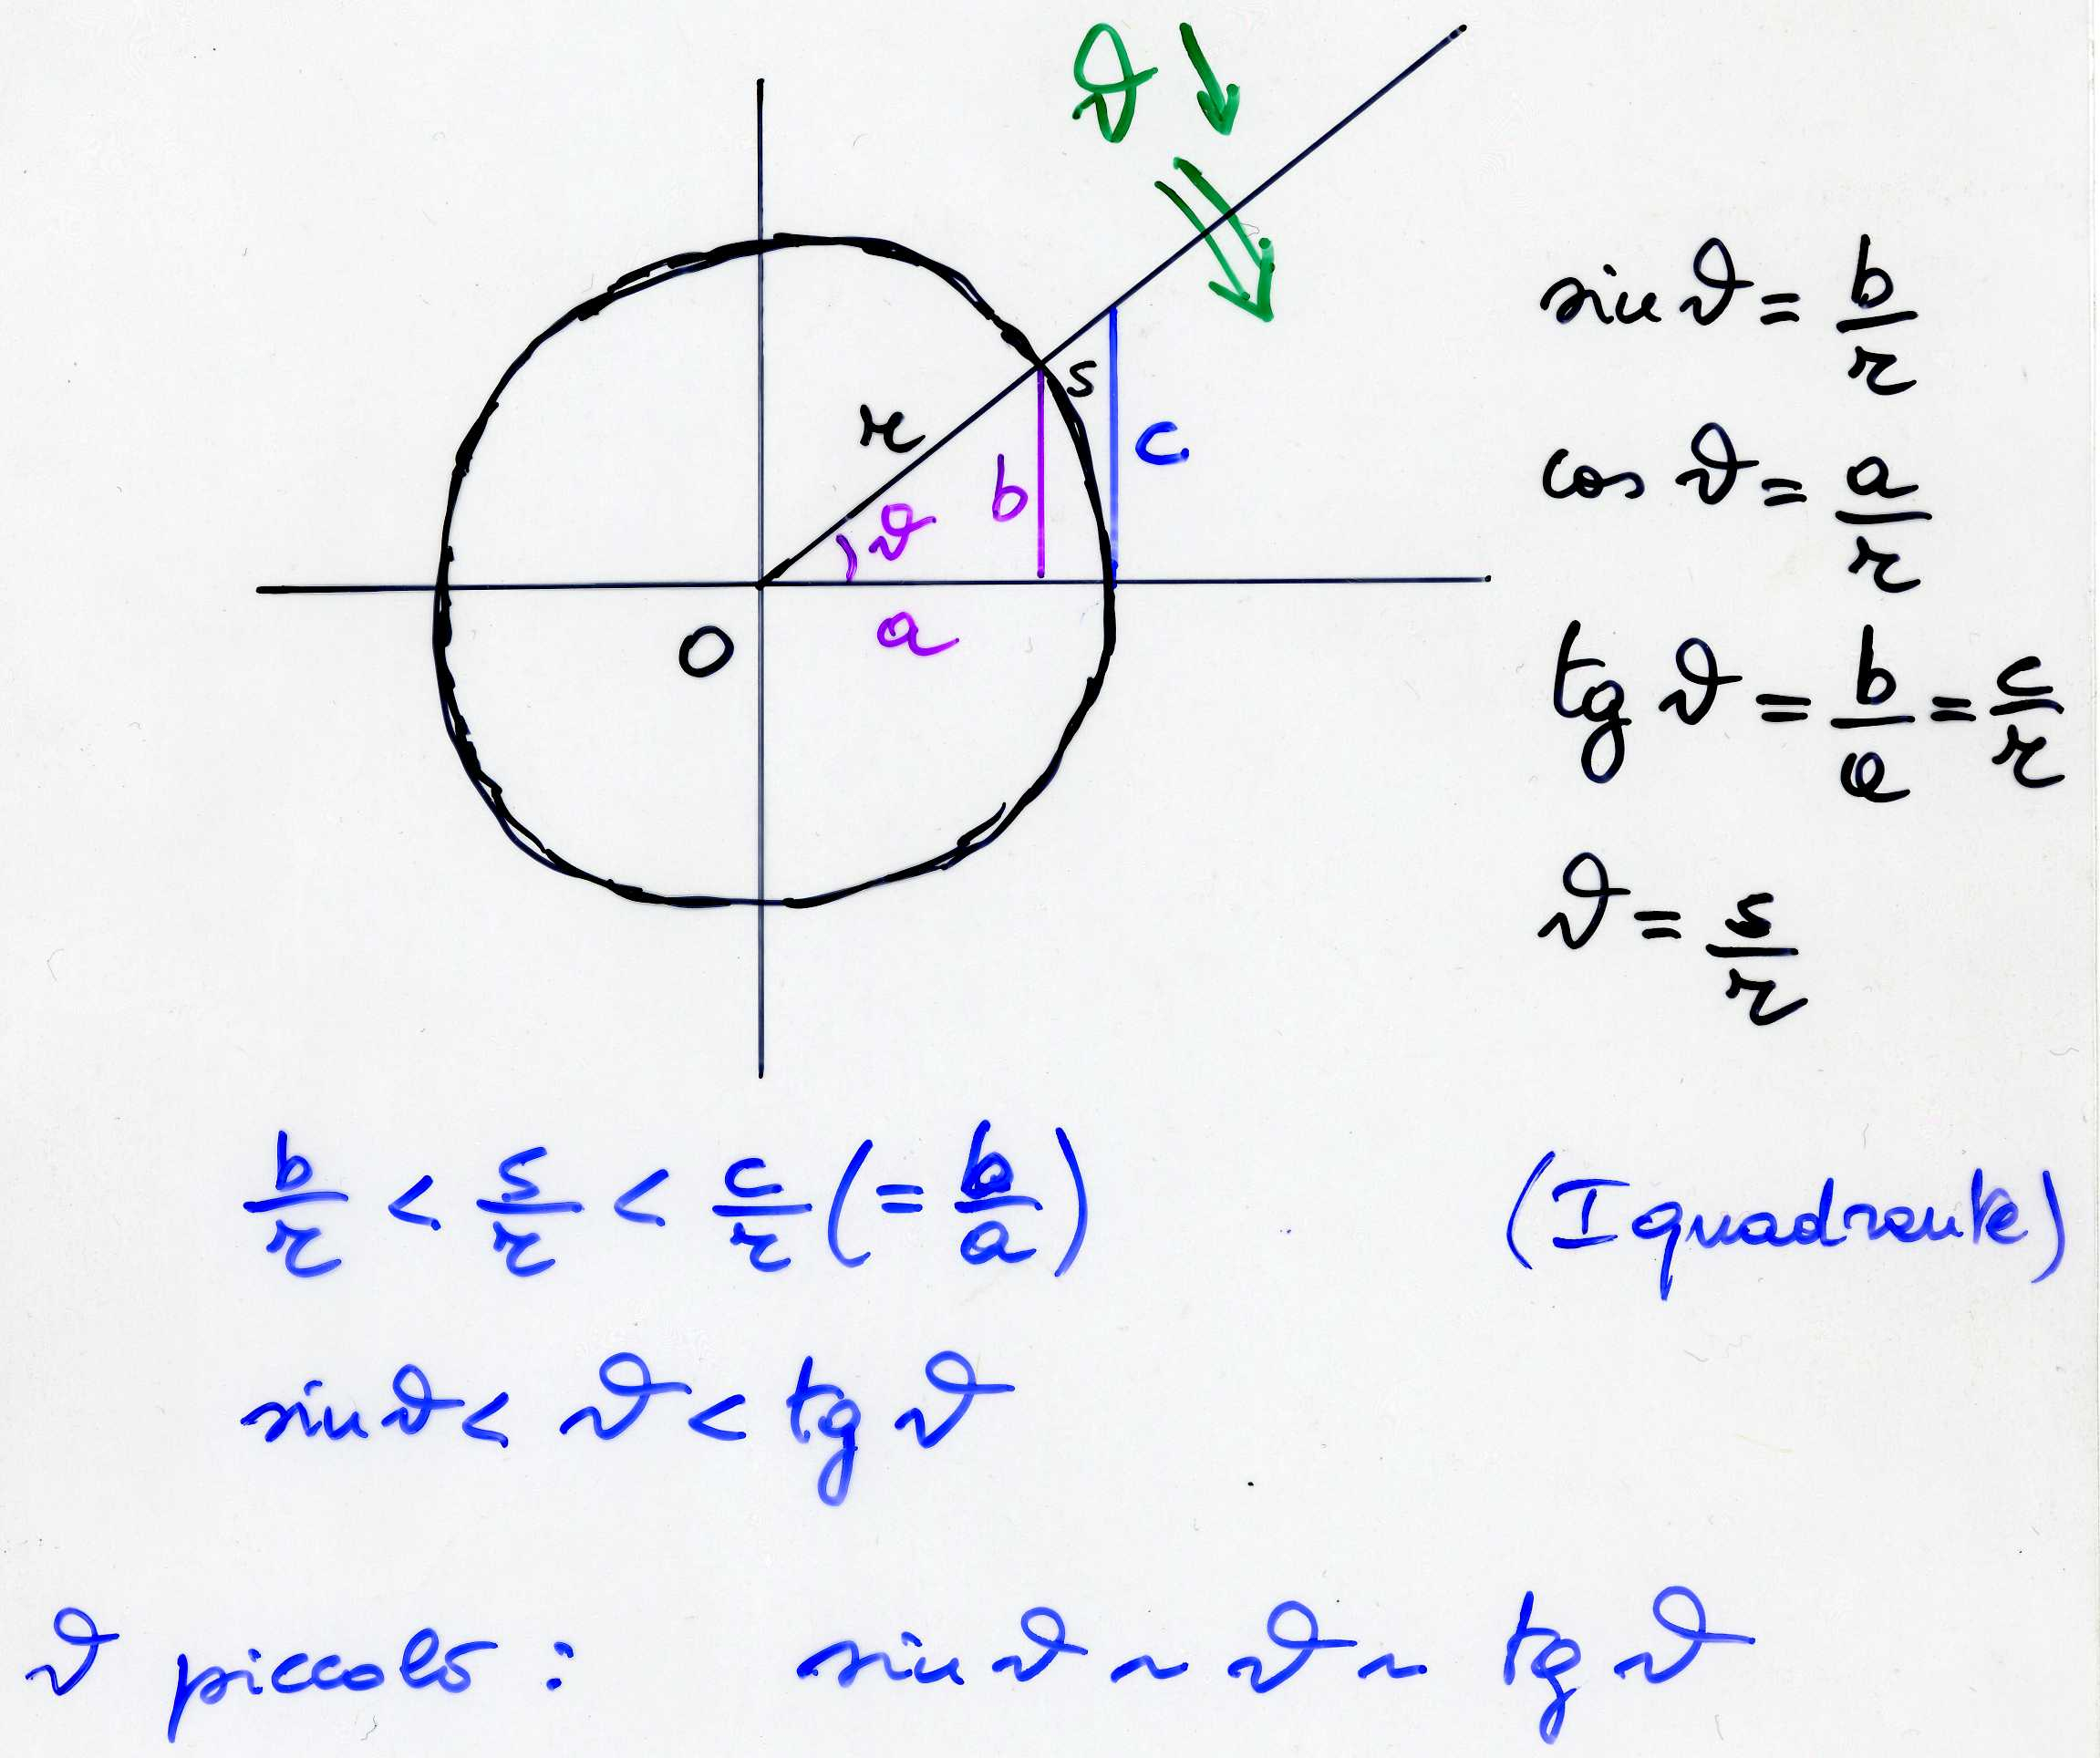 ϑ ↓
s
r
c
b
ϑ
a
O
sin ϑ = b/r
cos ϑ = a/r
tg ϑ = b/a = c/r
ϑ = s/r
b/r < s/r < c/r (= b/a) (I quadrante)
sin ϑ < ϑ < tg ϑ
ϑ piccolo : sin ϑ ~ ϑ ~ tg ϑ